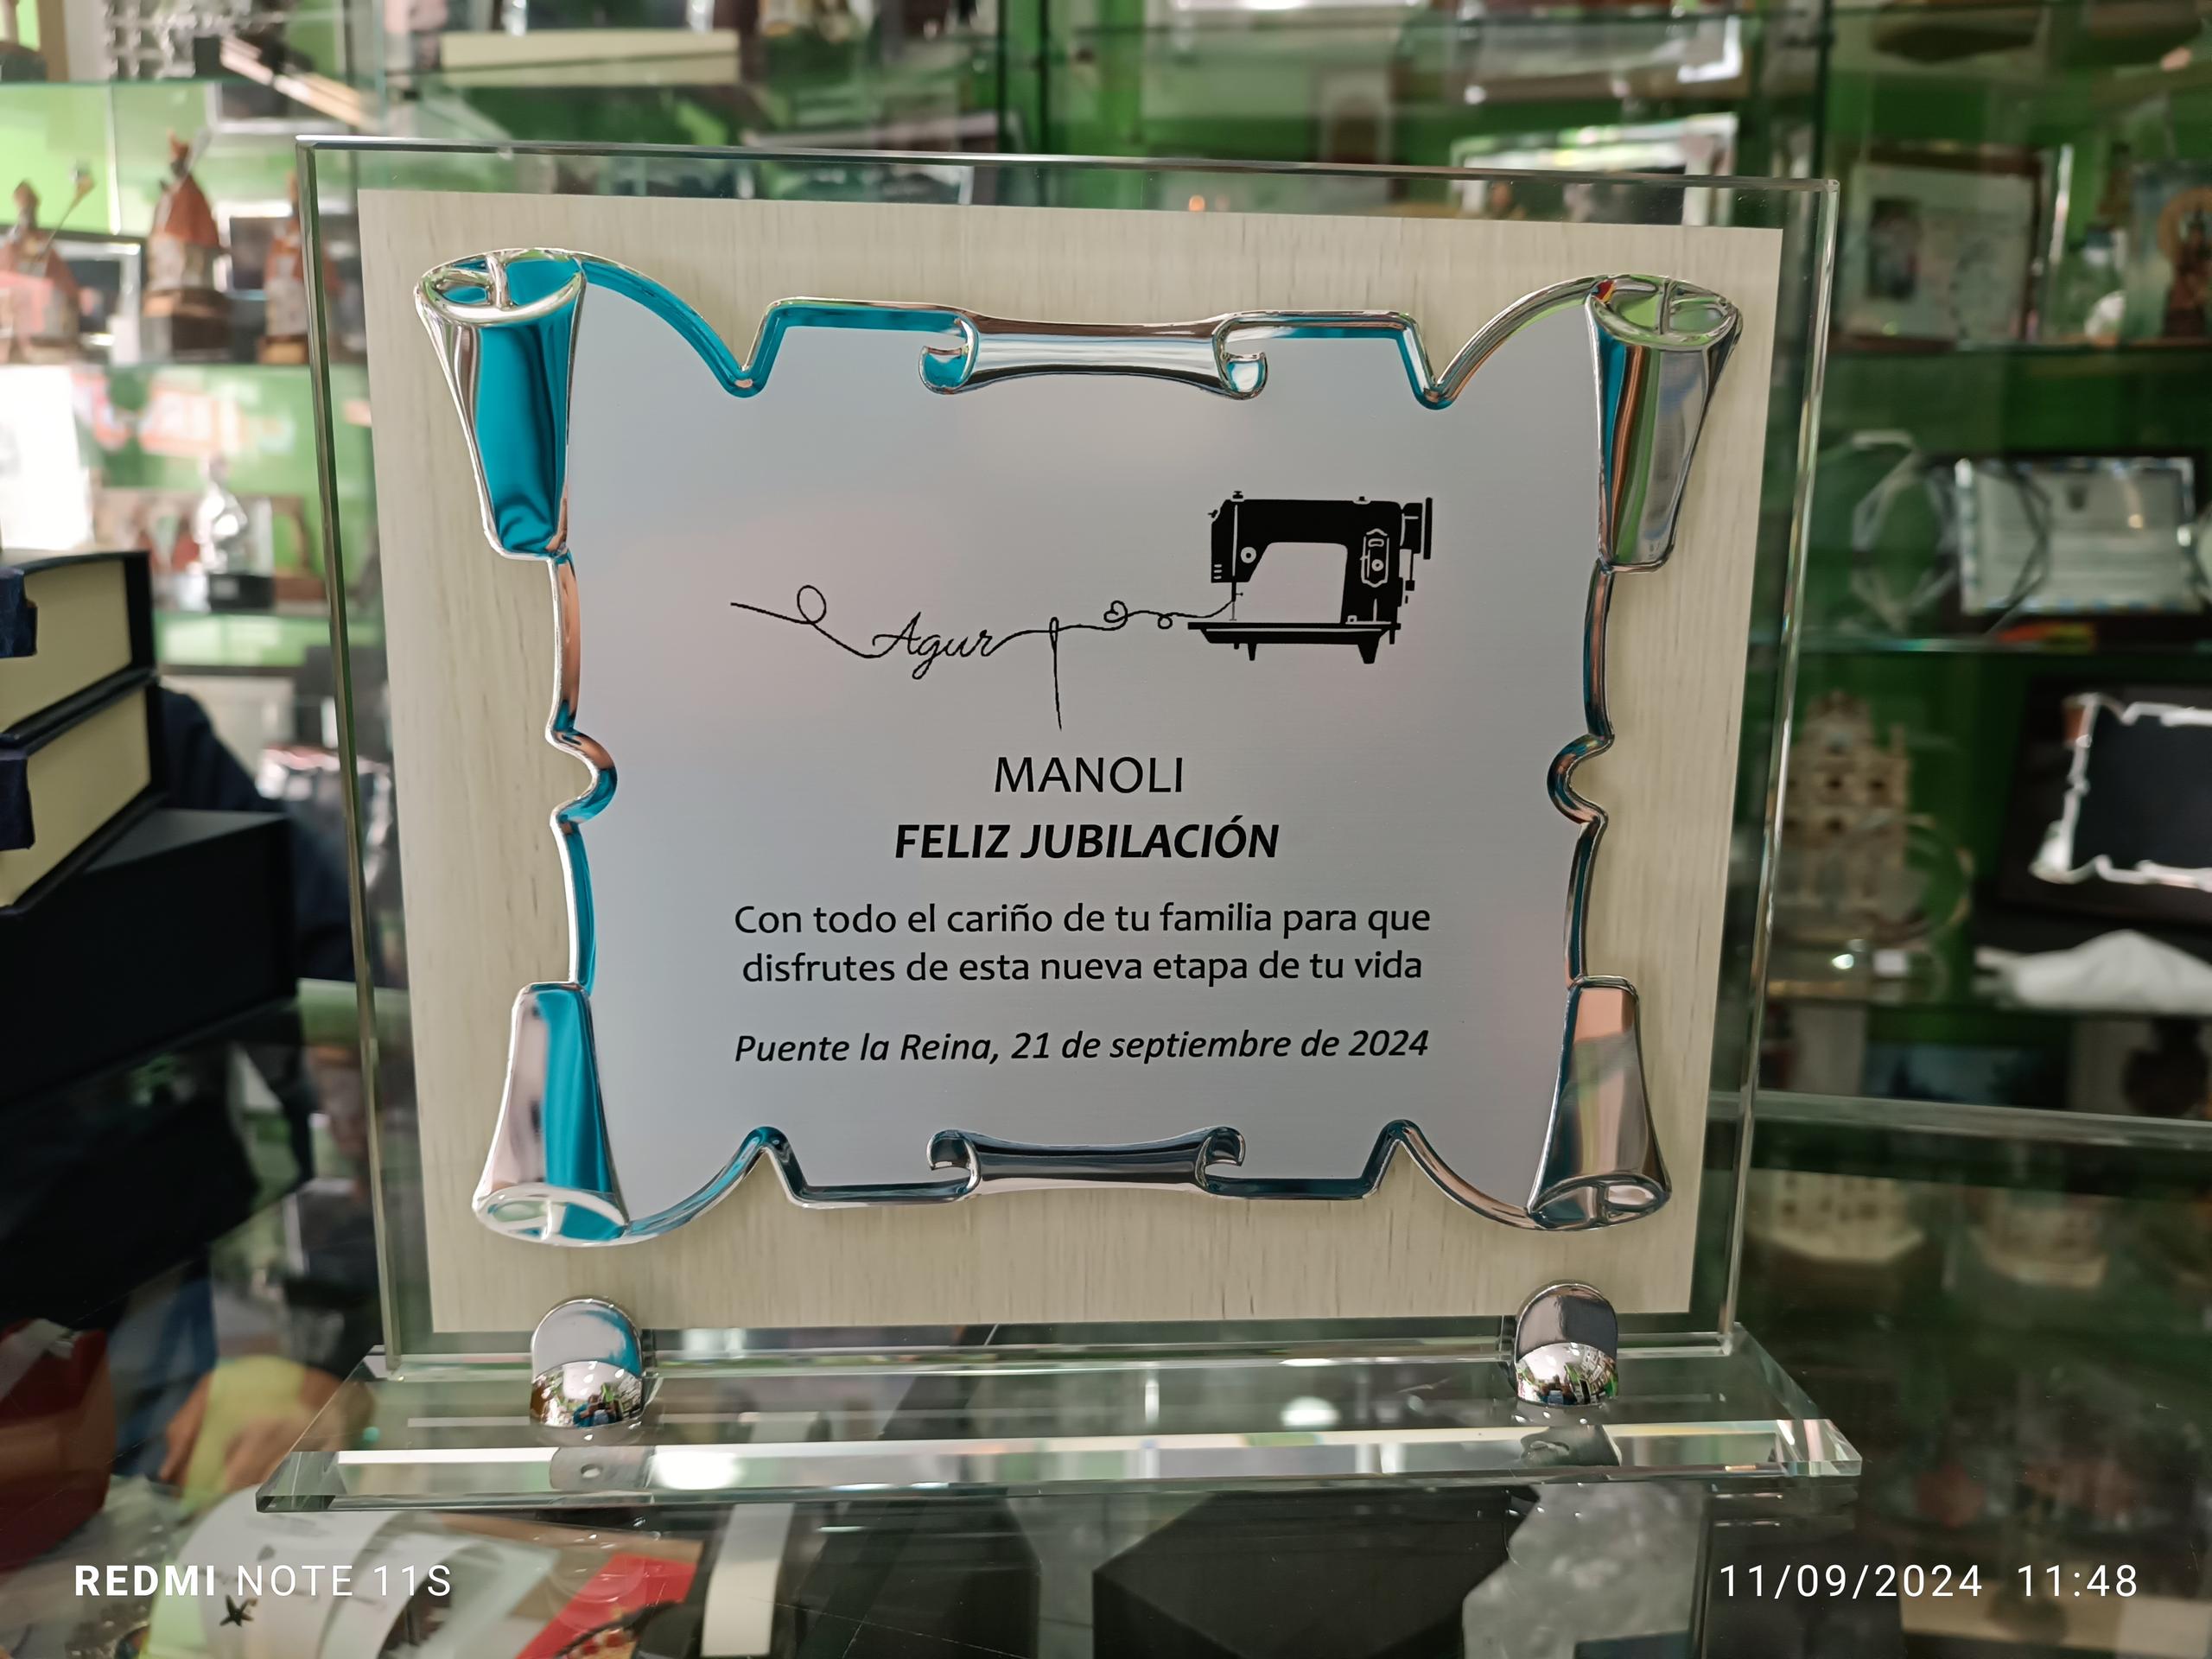 Agur
MANOLI
FELIZ JUBILACIÓN
Con todo el cariño de tu familia para que
disfrutes de esta nueva etapa de tu vida
Puente la Reina, 21 de septiembre de 2024
REDMI NOTE 11S
11/09/2024 11:48